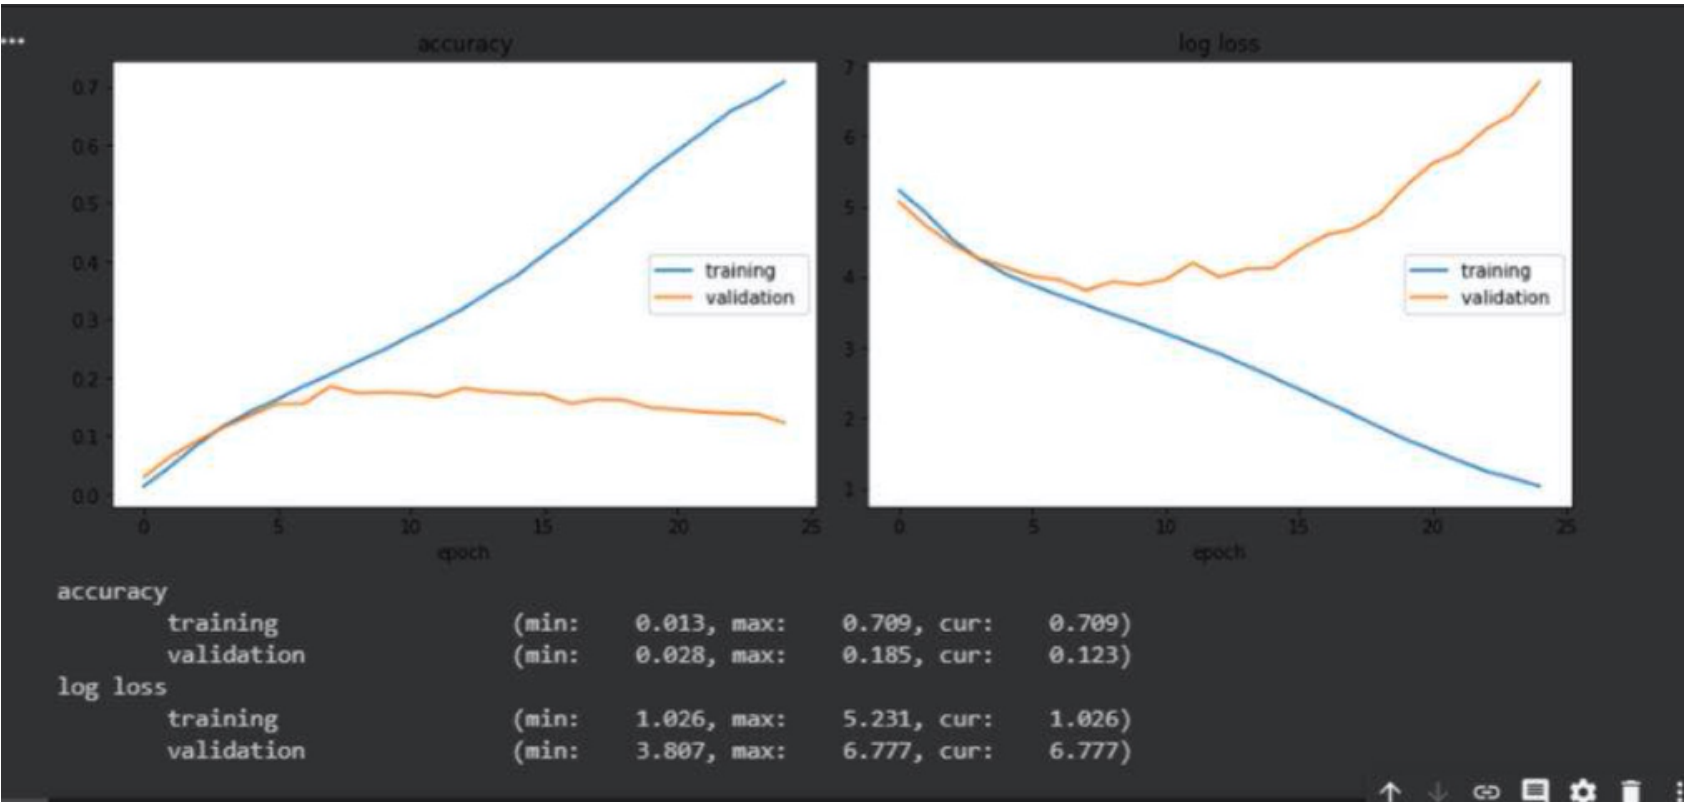 accuracy
0.7
0.6
0.5
0.4
0.3
0.2
0.1
0.0
training
validation
0 5 10 15 20 25
epoch
log loss
7
6
5
4
3
2
1
training
validation
0 5 10 15 20 25
epoch
accuracy
training (min: 0.013, max: 0.709, cur: 0.709)
validation (min: 0.028, max: 0.185, cur: 0.123)
log loss
training (min: 1.026, max: 5.231, cur: 1.026)
validation (min: 3.807, max: 6.777, cur: 6.777)